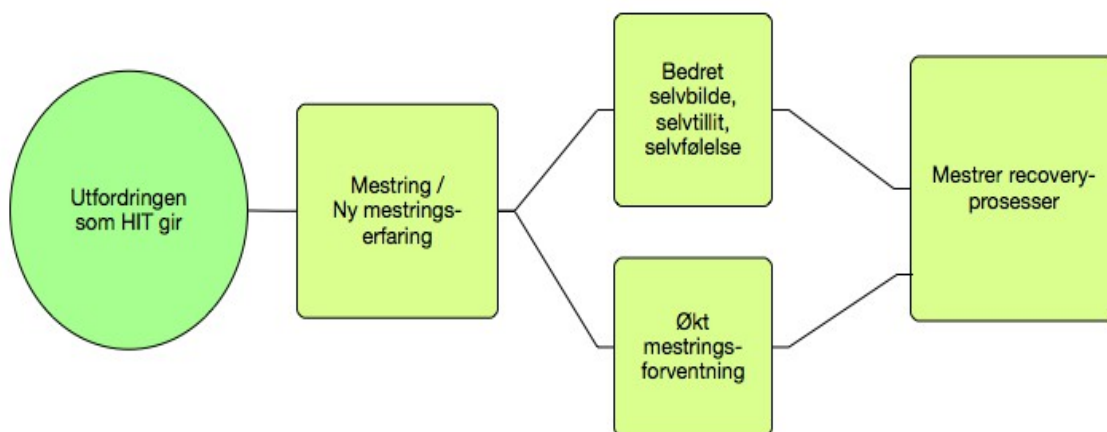 Utfordringen
som HIT gir
Mestring /
Ny mestrings-
erfaring
Bedret
selvbilde,
selvtillit,
selvfølelse
Økt
mestrings-
forventning
Mestrer recovery-
prosesser